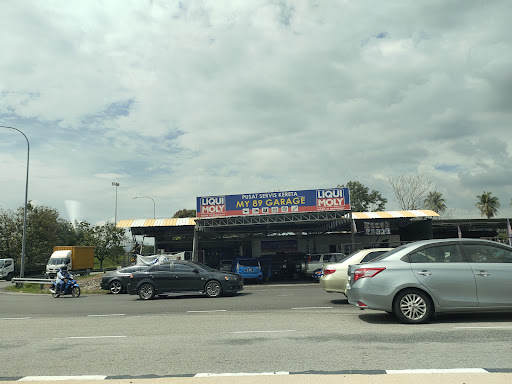 LIQUI MOLY
PUSAT SERVIS KERETA
MY 89 GARAGE
LIQUI MOLY